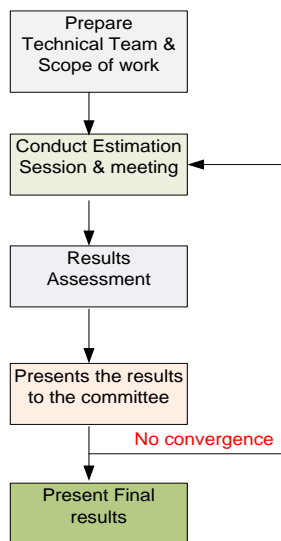 Prepare
Technical Team &
Scope of work
Conduct Estimation
Session & meeting
Results
Assessment
Presents the results
to the committee
No convergence
Present Final
results